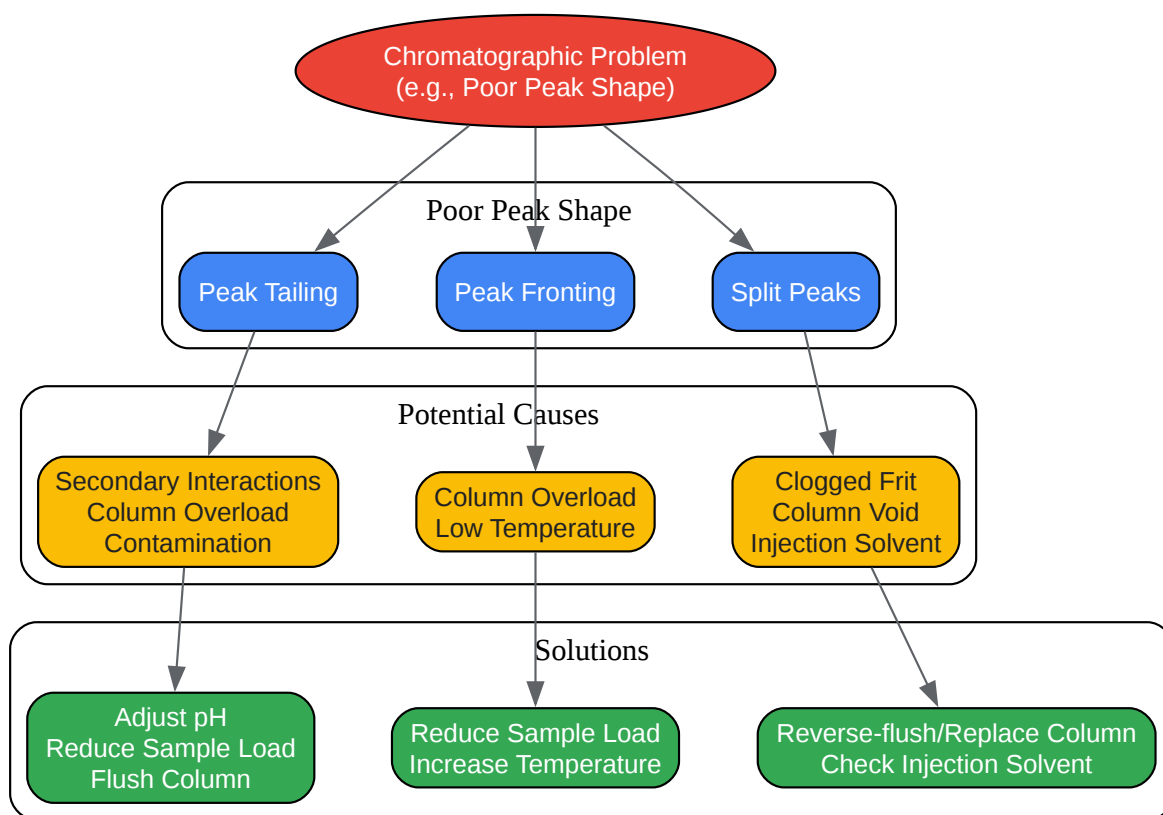 Chromatographic Problem
(e.g., Poor Peak Shape)
Poor Peak Shape
Peak Tailing
Peak Fronting
Split Peaks
Potential Causes
Secondary Interactions
Column Overload
Contamination
Column Overload
Low Temperature
Clogged Frit
Column Void
Injection Solvent
Solutions
Adjust pH
Reduce Sample Load
Flush Column
Reduce Sample Load
Increase Temperature
Reverse-flush/Replace Column
Check Injection Solvent